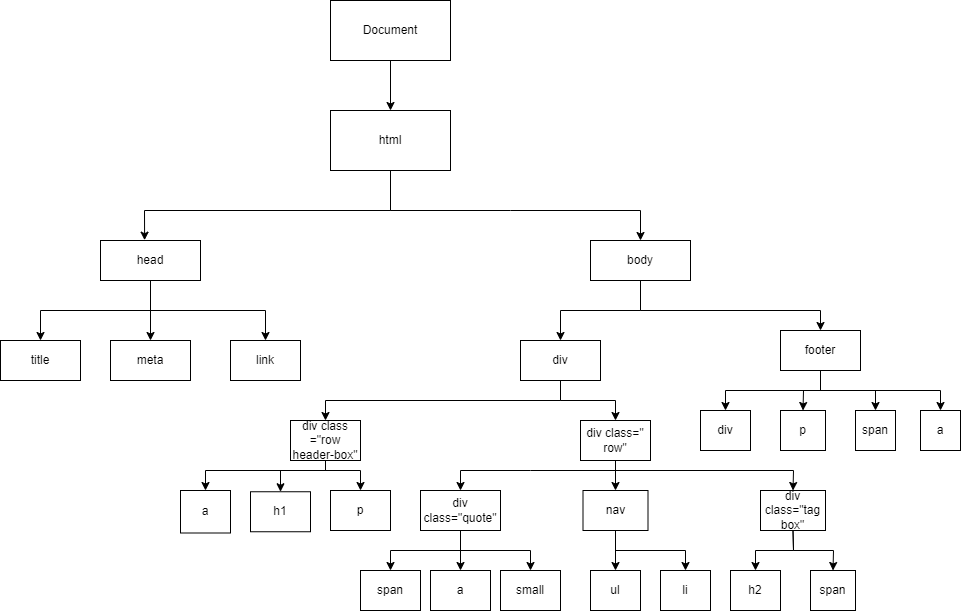 Document
html
head
body
title
meta
link
div
footer
div
p
span
a
div class
="row
header-box"
div class="
row"
a
h1
p
div
class="quote"
nav
div
class="tag
box"
span
a
small
ul
li
h2
span